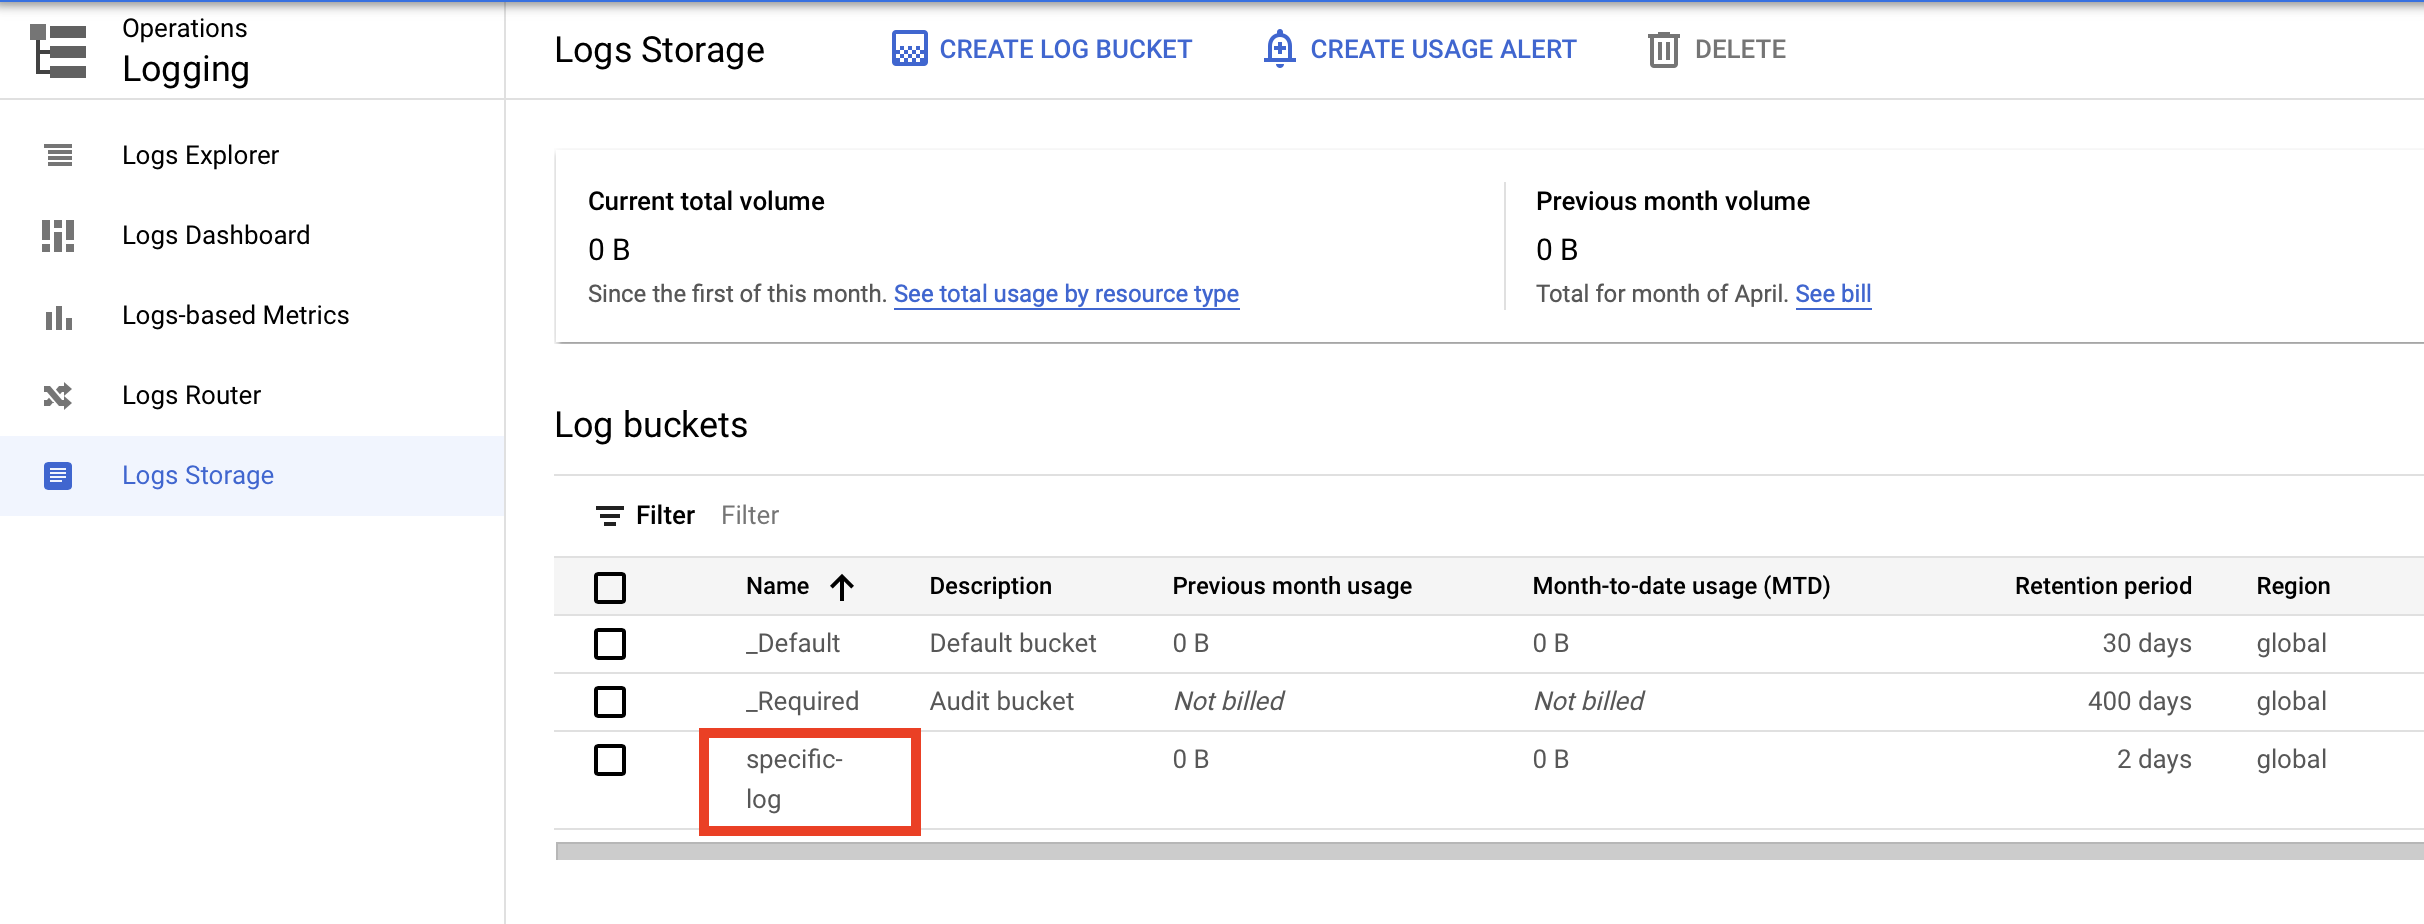 Operations
Logging
Logs Explorer
Logs Dashboard
Logs-based Metrics
Logs Router
Logs Storage
Logs Storage CREATE LOG BUCKET CREATE USAGE ALERT DELETE
Current total volume
0 B
Since the first of this month. See total usage by resource type
Previous month volume
0 B
Total for month of April. See bill
Log buckets
Filter Filter
Name Description Previous month usage Month-to-date usage (MTD) Retention period Region
_Default Default bucket 0 B 0 B 30 days global
_Required Audit bucket Not billed Not billed 400 days global
specific- 0 B 0 B 2 days global
log